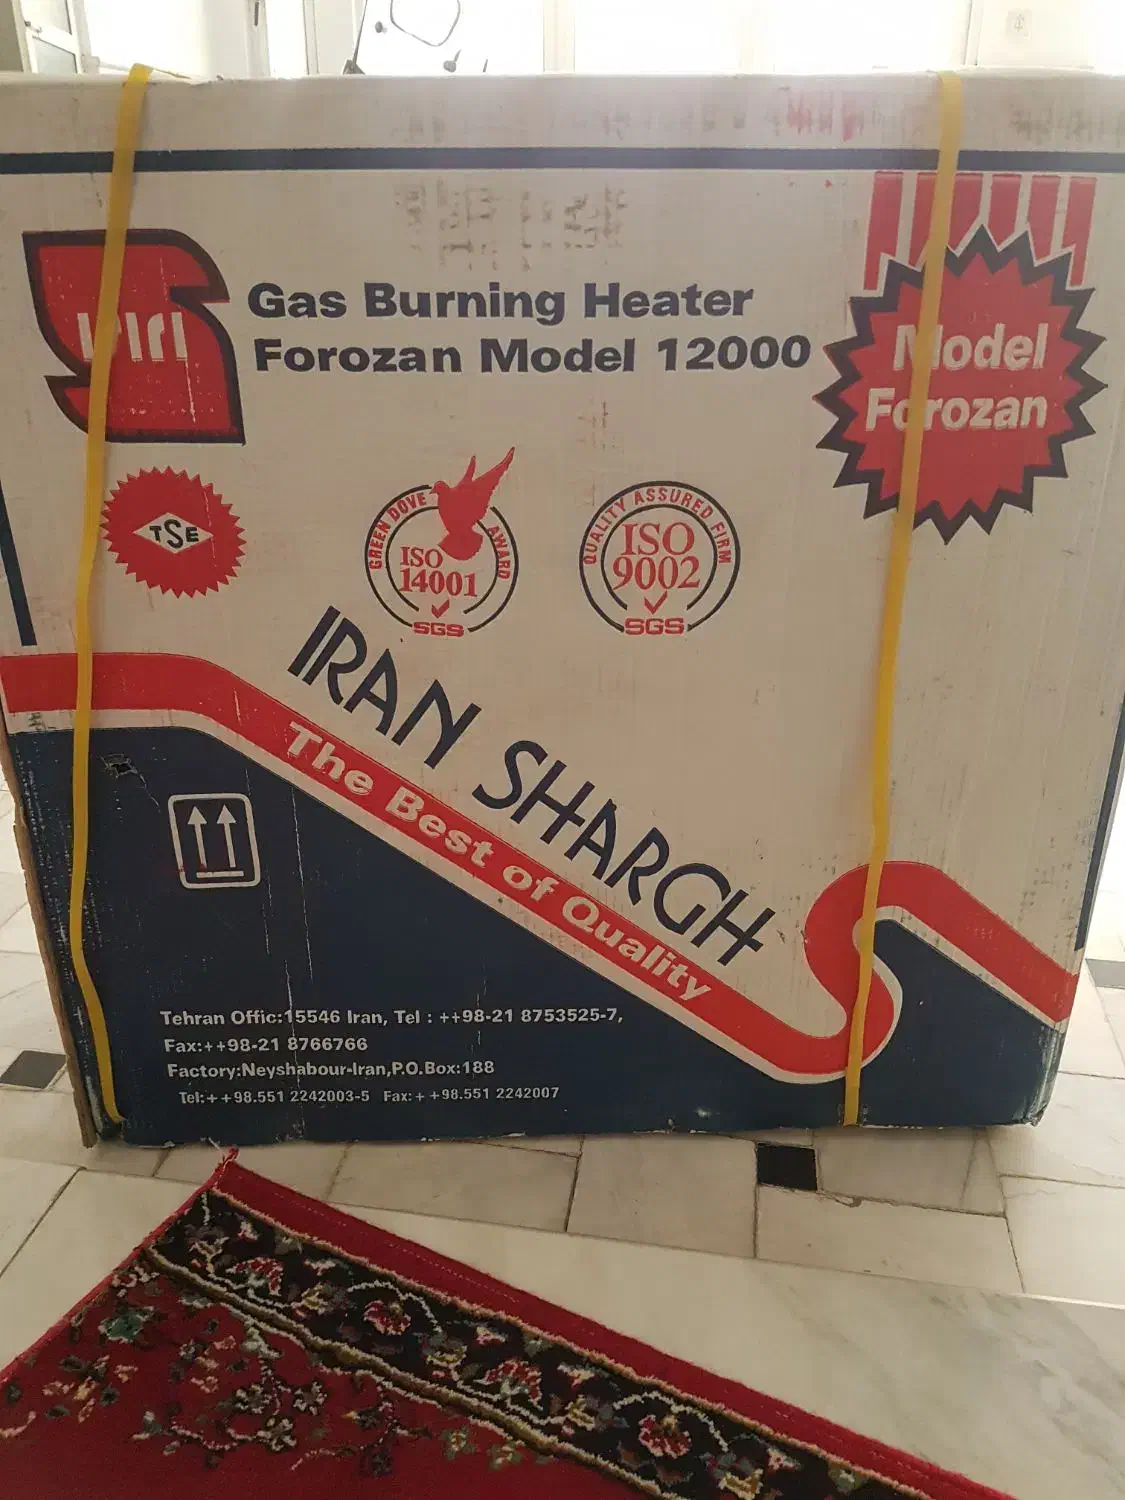 Gas Burning Heater
Forozan Model 12000
Model
Forozan
TSE
GREEN DOVE AWARD
ISO
14001
SGS
QUALITY ASSURED FIRM
ISO
9002
SGS
IRAN SHARGH
The Best of Quality
Tehran Offic:15546 Iran, Tel : ++98-21 8753525-7,
Fax:++98-21 8766766
Factory:Neyshabour-Iran,P.O.Box:188
Tel:++98.551 2242003-5 Fax:++98.551 2242007